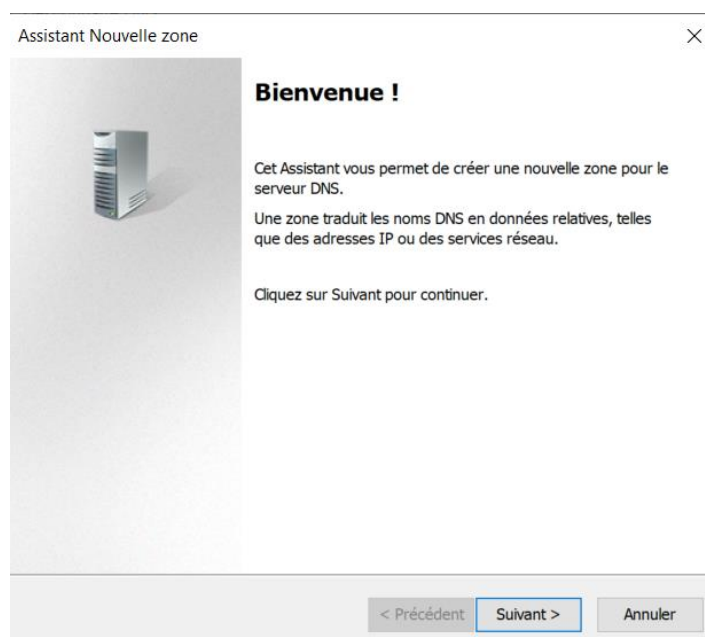 Assistant Nouvelle zone
Bienvenue !
Cet Assistant vous permet de créer une nouvelle zone pour le
serveur DNS.
Une zone traduit les noms DNS en données relatives, telles
que des adresses IP ou des services réseau.
Cliquez sur Suivant pour continuer.
< Précédent Suivant > Annuler